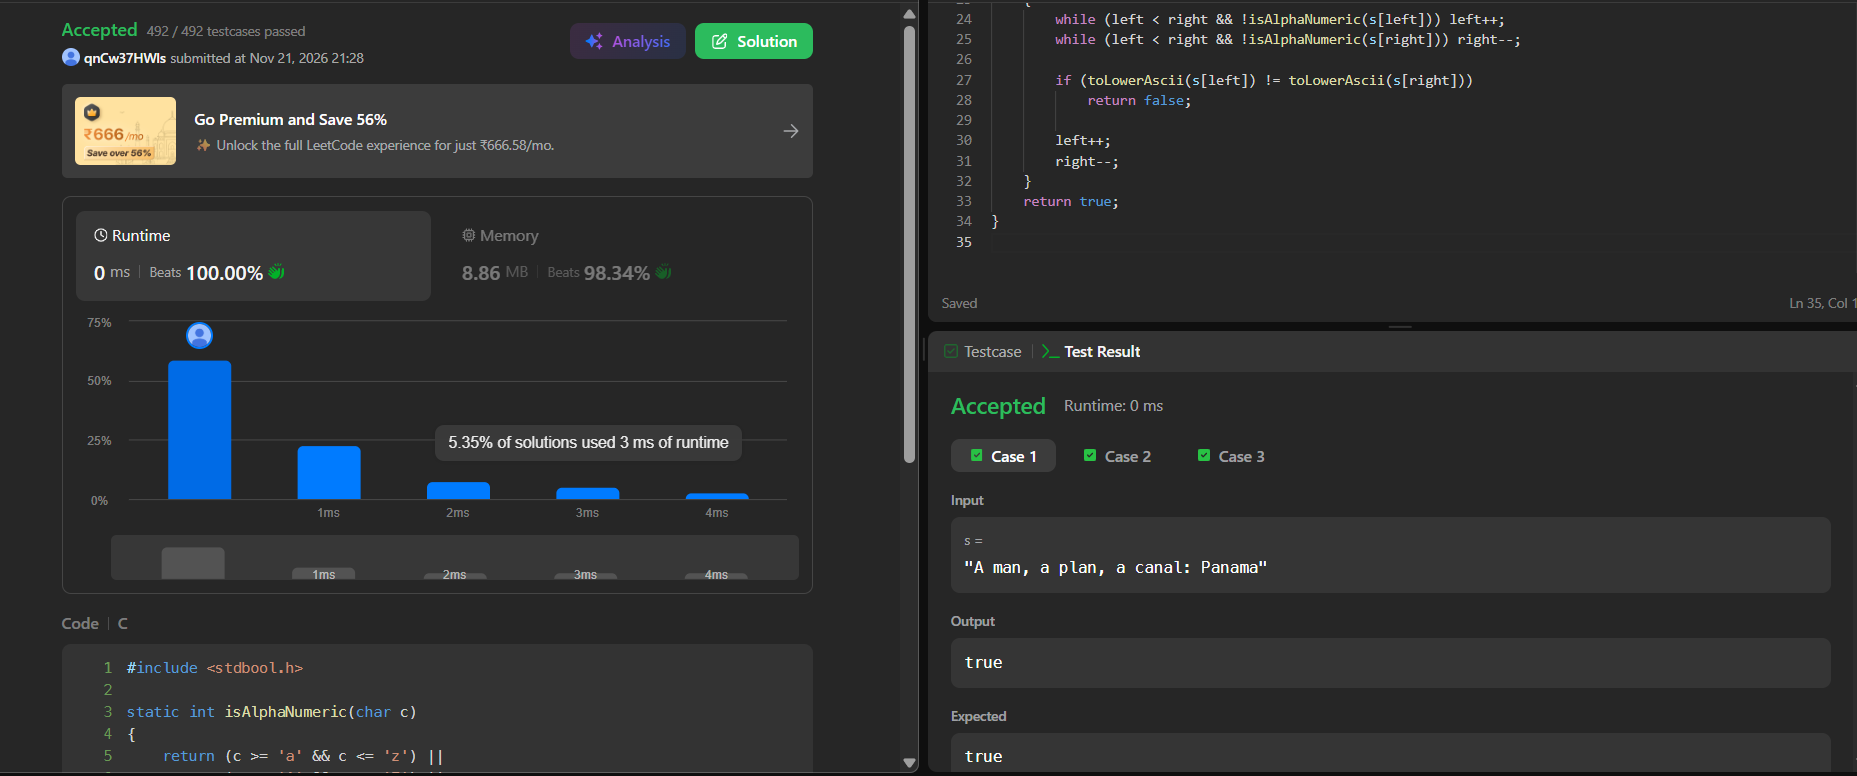 Accepted 492 / 492 testcases passed
qnCw37HWIs submitted at Nov 21, 2026 21:28
Analysis
Solution
₹666/mo
Save over 56%
Go Premium and Save 56%
✨ Unlock the full LeetCode experience for just ₹666.58/mo.
Runtime
0 ms Beats 100.00%
Memory
8.86 MB Beats 98.34%
75%
50%
25%
0%
5.35% of solutions used 3 ms of runtime
1ms 2ms 3ms 4ms
1ms 2ms 3ms 4ms
Code C
1 #include <stdbool.h>
2
3 static int isAlphaNumeric(char c)
4 {
5 return (c >= 'a' && c <= 'z') ||
24 while (left < right && !isAlphaNumeric(s[left])) left++;
25 while (left < right && !isAlphaNumeric(s[right])) right--;
26
27 if (toLowerAscii(s[left]) != toLowerAscii(s[right]))
28 return false;
29
30 left++;
31 right--;
32 }
33 return true;
34 }
35
Saved
Ln 35, Col 1
Testcase
Test Result
Accepted Runtime: 0 ms
Case 1 Case 2 Case 3
Input
s =
"A man, a plan, a canal: Panama"
Output
true
Expected
true